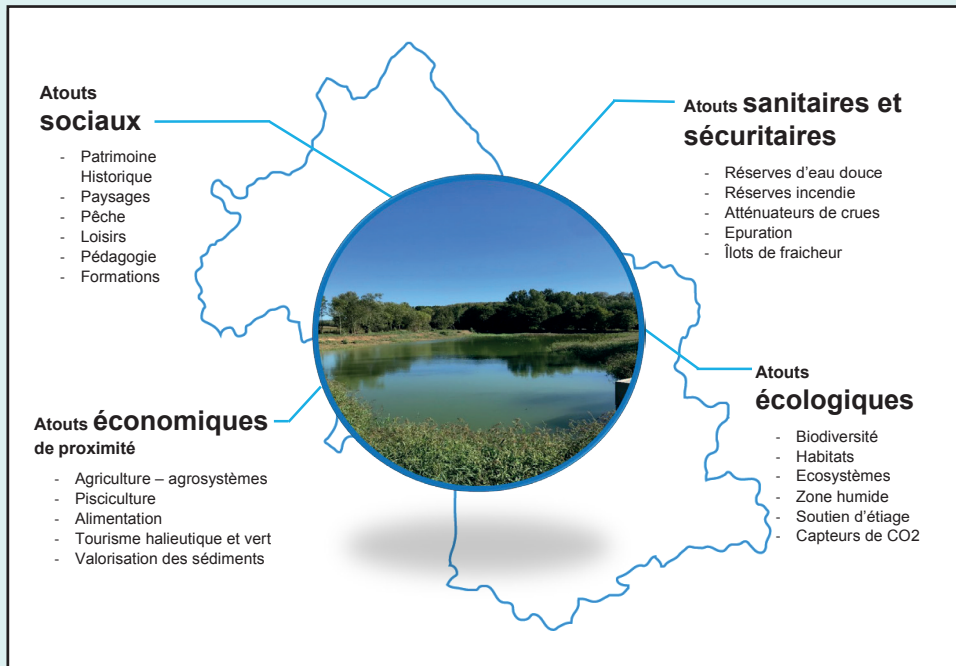 Atouts
sociaux
- Patrimoine
Historique
- Paysages
- Pêche
- Loisirs
- Pédagogie
- Formations
Atouts sanitaires et
sécuritaires
- Réserves d'eau douce
- Réserves incendie
- Atténuateurs de crues
- Epuration
- Îlots de fraicheur
Atouts économiques
de proximité
- Agriculture – agrosystèmes
- Pisciculture
- Alimentation
- Tourisme halieutique et vert
- Valorisation des sédiments
Atouts
écologiques
- Biodiversité
- Habitats
- Ecosystèmes
- Zone humide
- Soutien d'étiage
- Capteurs de CO2